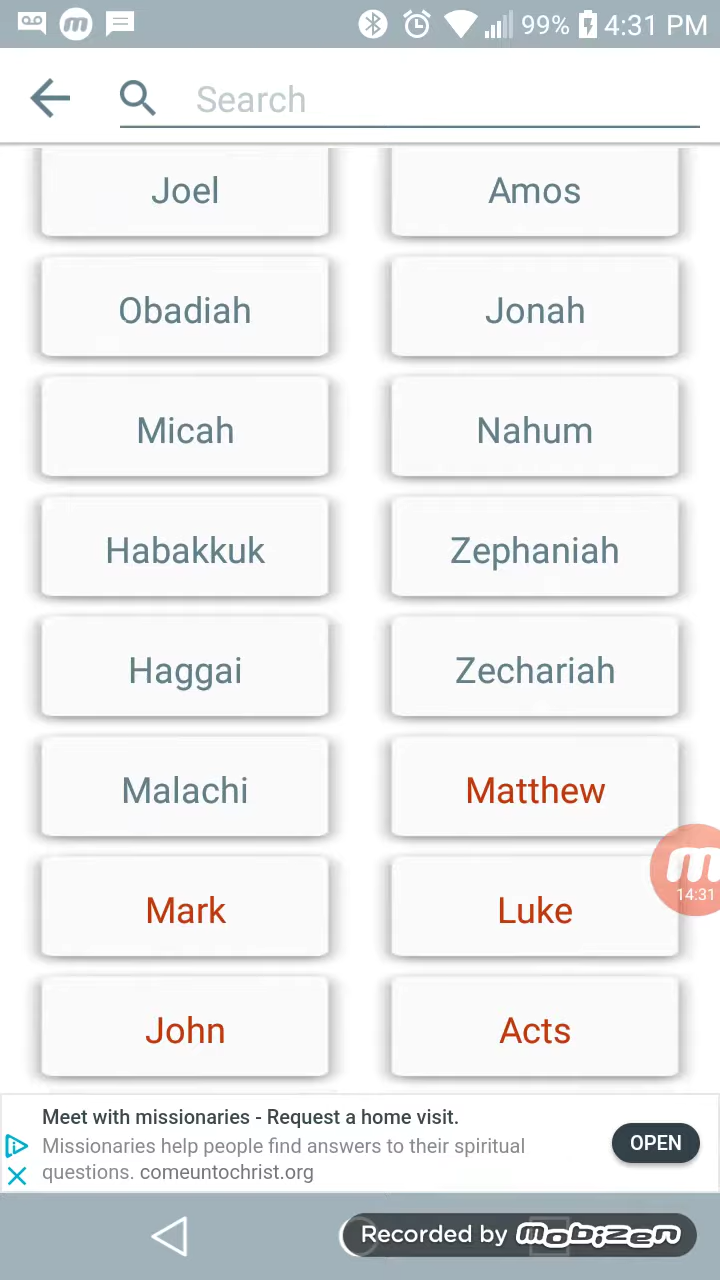 99% 4:31 PM
Search
Joel Amos
Obadiah Jonah
Micah Nahum
Habakkuk Zephaniah
Haggai Zechariah
Malachi Matthew
14:31
Mark Luke
John Acts
Meet with missionaries - Request a home visit.
Missionaries help people find answers to their spiritual
questions. comeuntochrist.org
OPEN
Recorded by mobizen